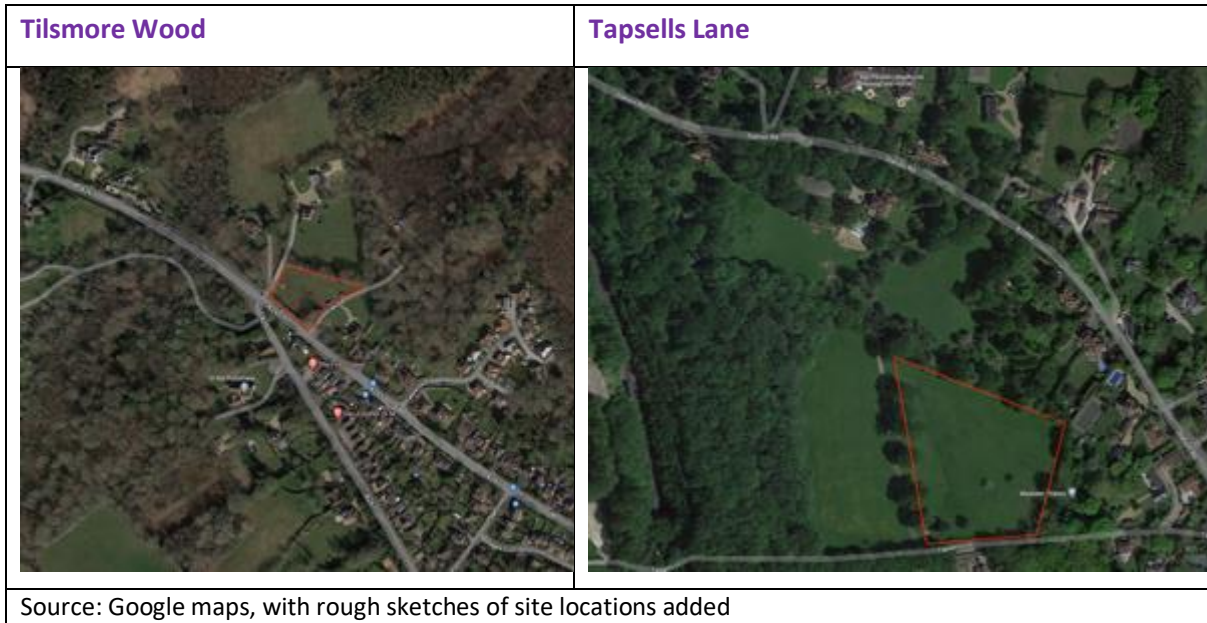 Tilsmore Wood
Tapsells Lane
Source: Google maps, with rough sketches of site locations added